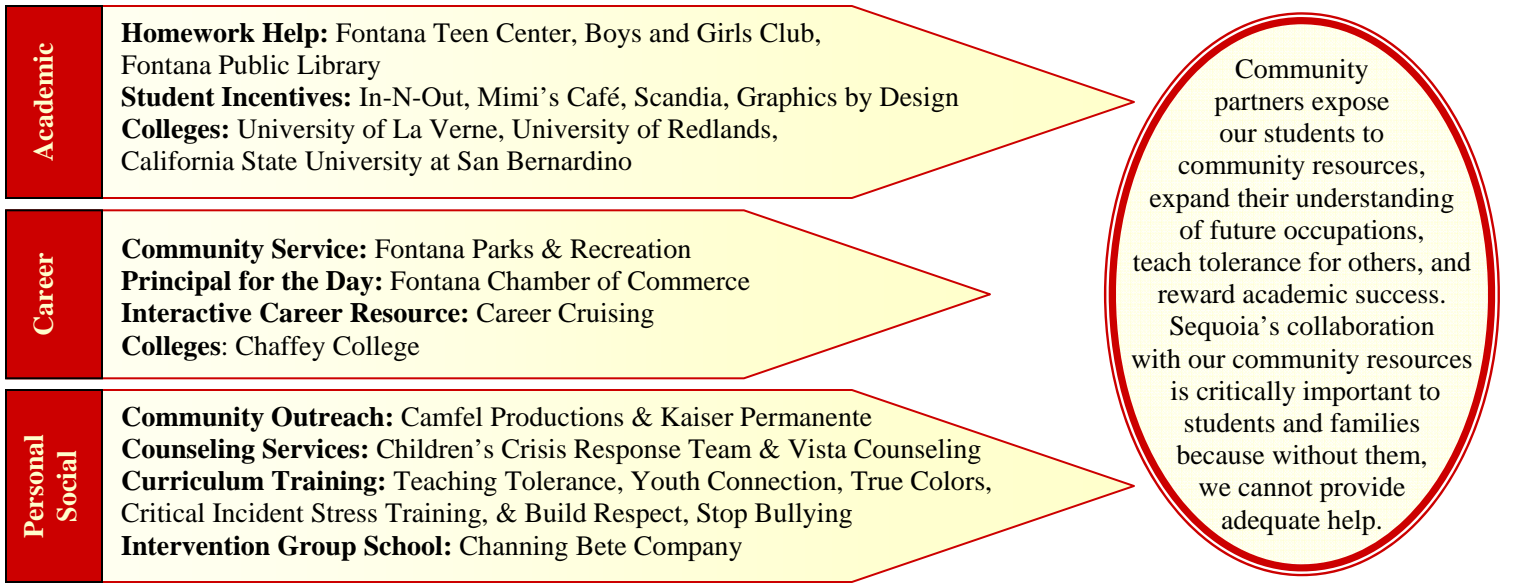 Academic
Homework Help: Fontana Teen Center, Boys and Girls Club,
Fontana Public Library
Student Incentives: In-N-Out, Mimi's Café, Scandia, Graphics by Design
Colleges: University of La Verne, University of Redlands,
California State University at San Bernardino
Career
Community Service: Fontana Parks & Recreation
Principal for the Day: Fontana Chamber of Commerce
Interactive Career Resource: Career Cruising
Colleges: Chaffey College
Personal
Social
Community Outreach: Camfel Productions & Kaiser Permanente
Counseling Services: Children's Crisis Response Team & Vista Counseling
Curriculum Training: Teaching Tolerance, Youth Connection, True Colors,
Critical Incident Stress Training, & Build Respect, Stop Bullying
Intervention Group School: Channing Bete Company
Community
partners expose
our students to
community resources,
expand their understanding
of future occupations,
teach tolerance for others, and
reward academic success.
Sequoia's collaboration
with our community resources
is critically important to
students and families
because without them,
we cannot provide
adequate help.